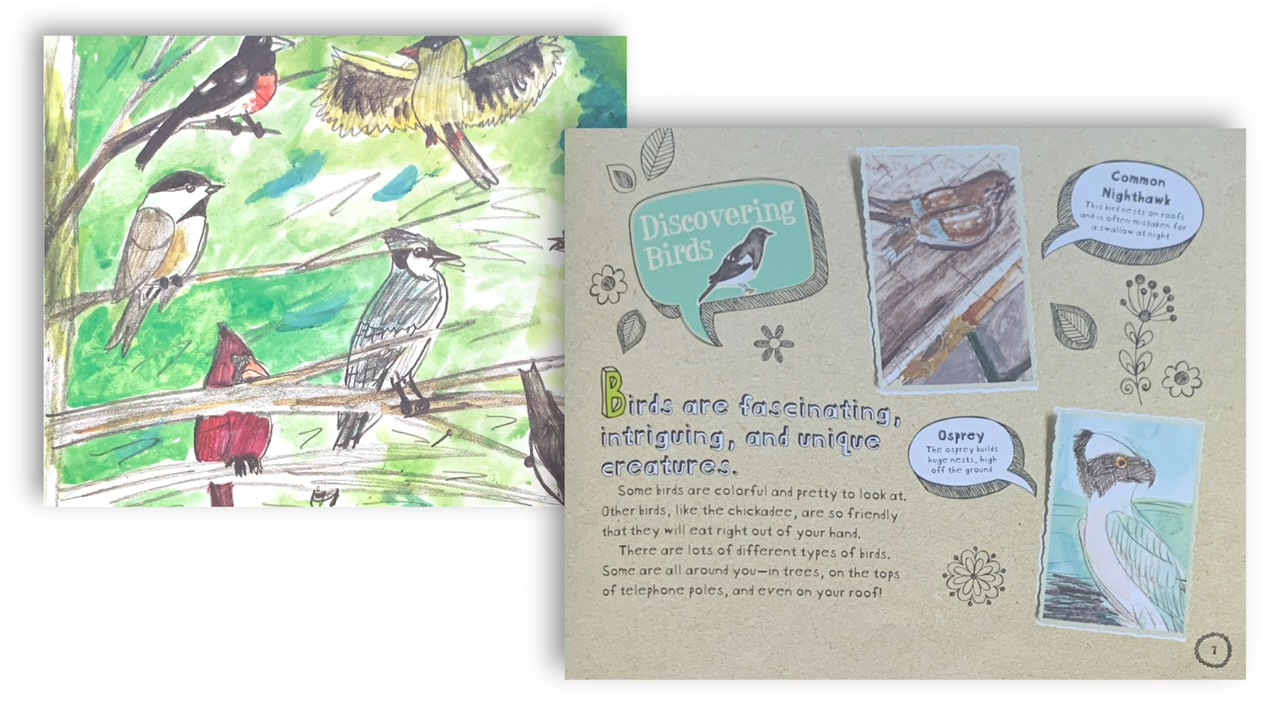 Discovering
Birds
Common
Nighthawk
This bird nests on roofs
and is often mistaken for
a swallow at night
Birds are fascinating,
intriguing, and unique
creatures.
Osprey
The osprey builds
huge nests, high
off the ground
Some birds are colorful and pretty to look at.
Other birds, like the chickadee, are so friendly
that they will eat right out of your hand.
There are lots of different types of birds.
Some are all around you—in trees, on the tops
of telephone poles, and even on your roof!
7